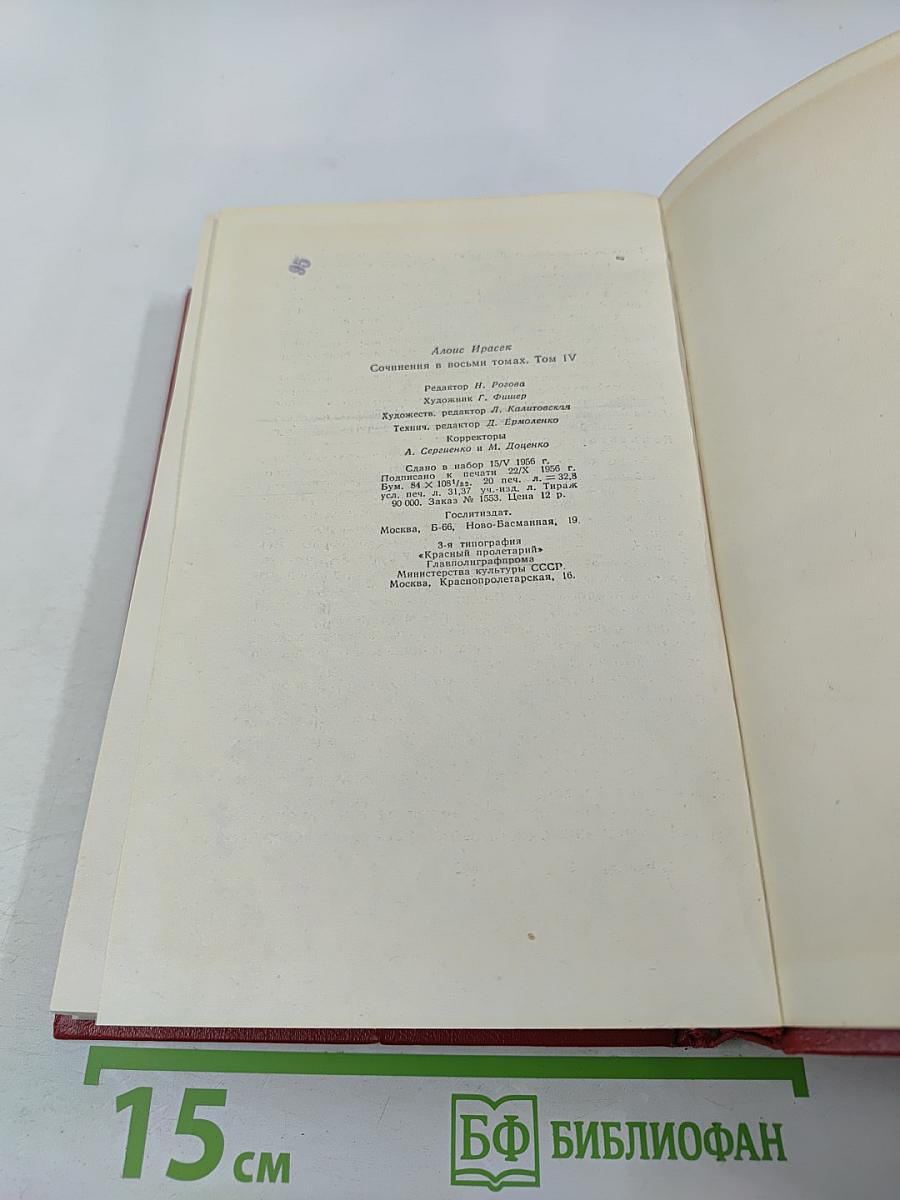 95
Алоис Ирасек
Сочинения в восьми томах. Том IV
Редактор Н. Рогова
Художник Г. Фишер
Художеств. редактор Л. Калитовская
Технич. редактор Д. Ермоленко
Корректоры
А. Сергиенко и М. Доценко
Сдано в набор 15/V 1956 г.
Подписано к печати 22/X 1956 г.
Бум. 84 × 108¹/₃₂. 20 печ. л. = 32,8
усл. печ. л. 31,37 уч.-изд. л. Тираж
90 000. Заказ № 1553. Цена 12 р.
Гослитиздат.
Москва, Б-66, Ново-Басманная, 19.
3-я типография
«Красный пролетарий»
Главполиграфпрома
Министерства культуры СССР.
Москва, Краснопролетарская, 16.
15 см
БФ БИБЛИОФАН